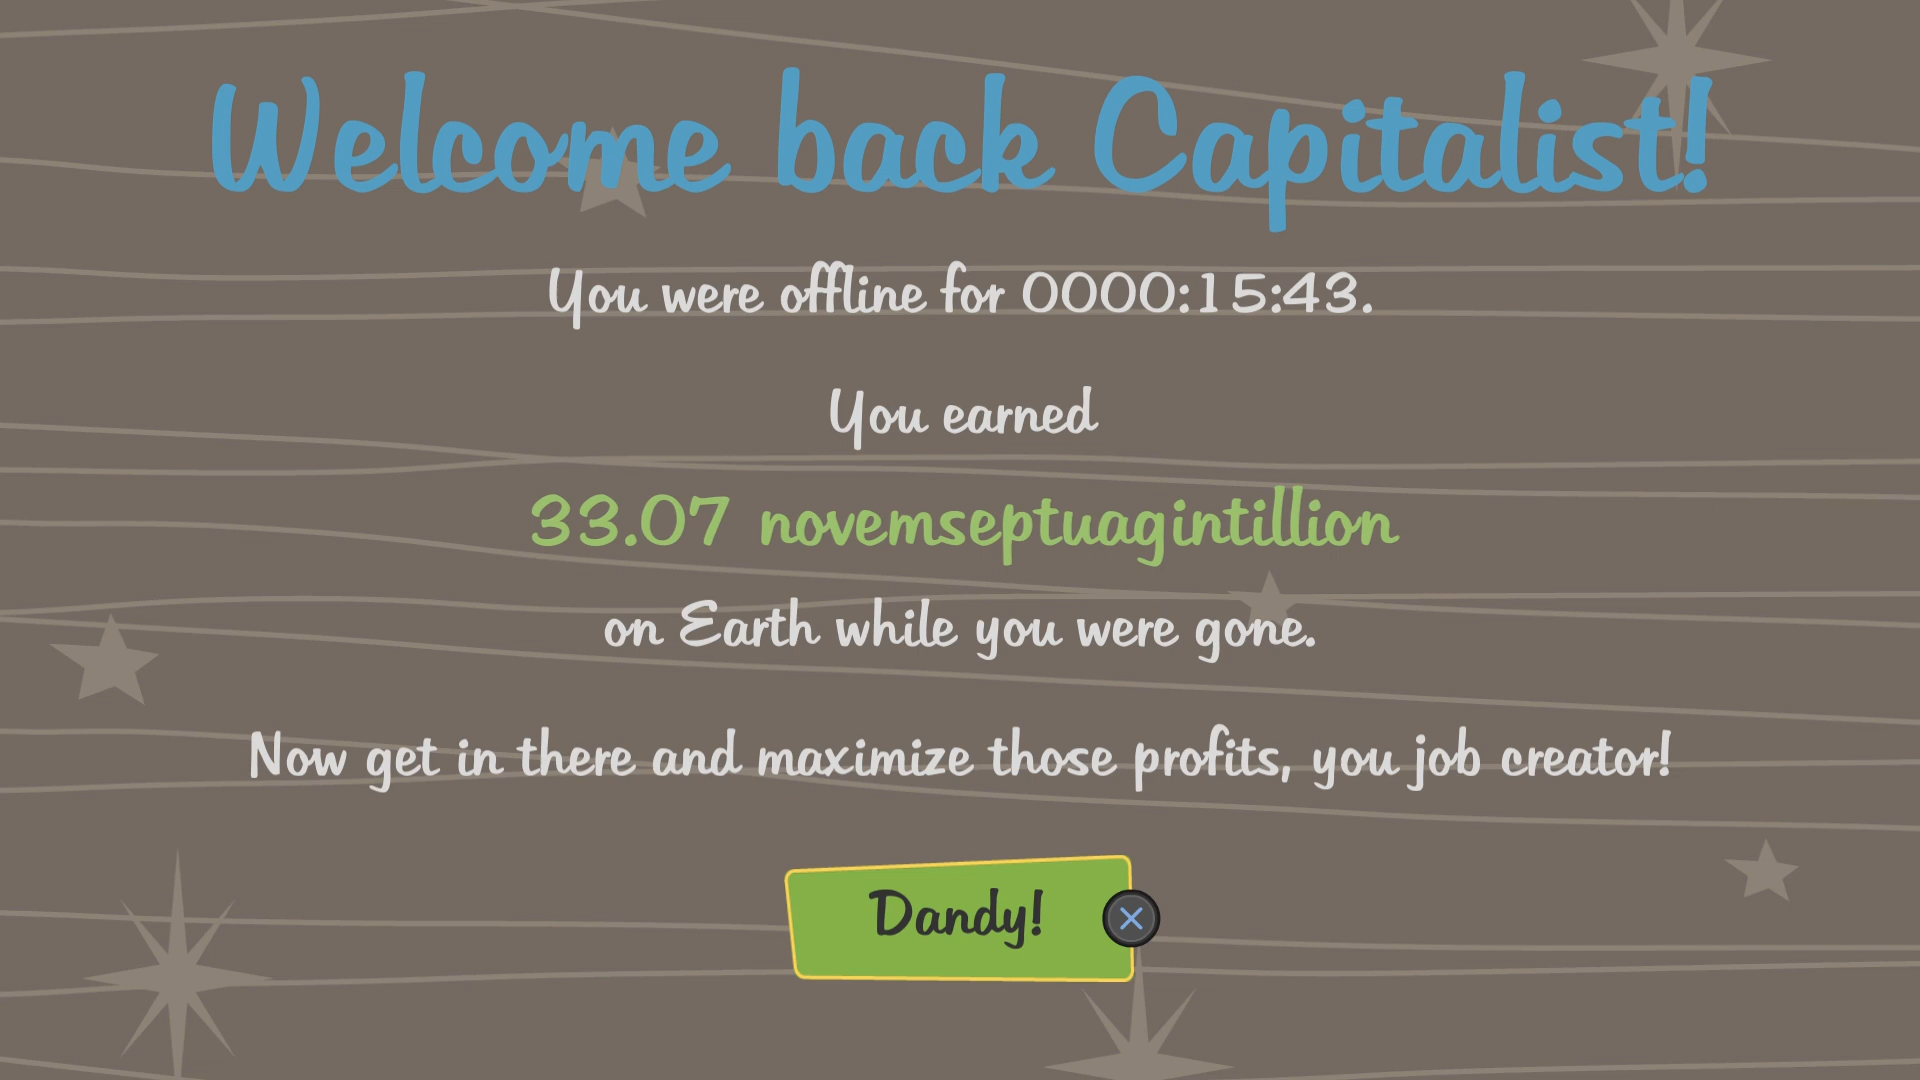 Welcome back Capitalist!
You were offline for 0000:15:43.
You earned
33.07 novemseptuagintillion
on Earth while you were gone.
Now get in there and maximize those profits, you job creator!
Dandy!